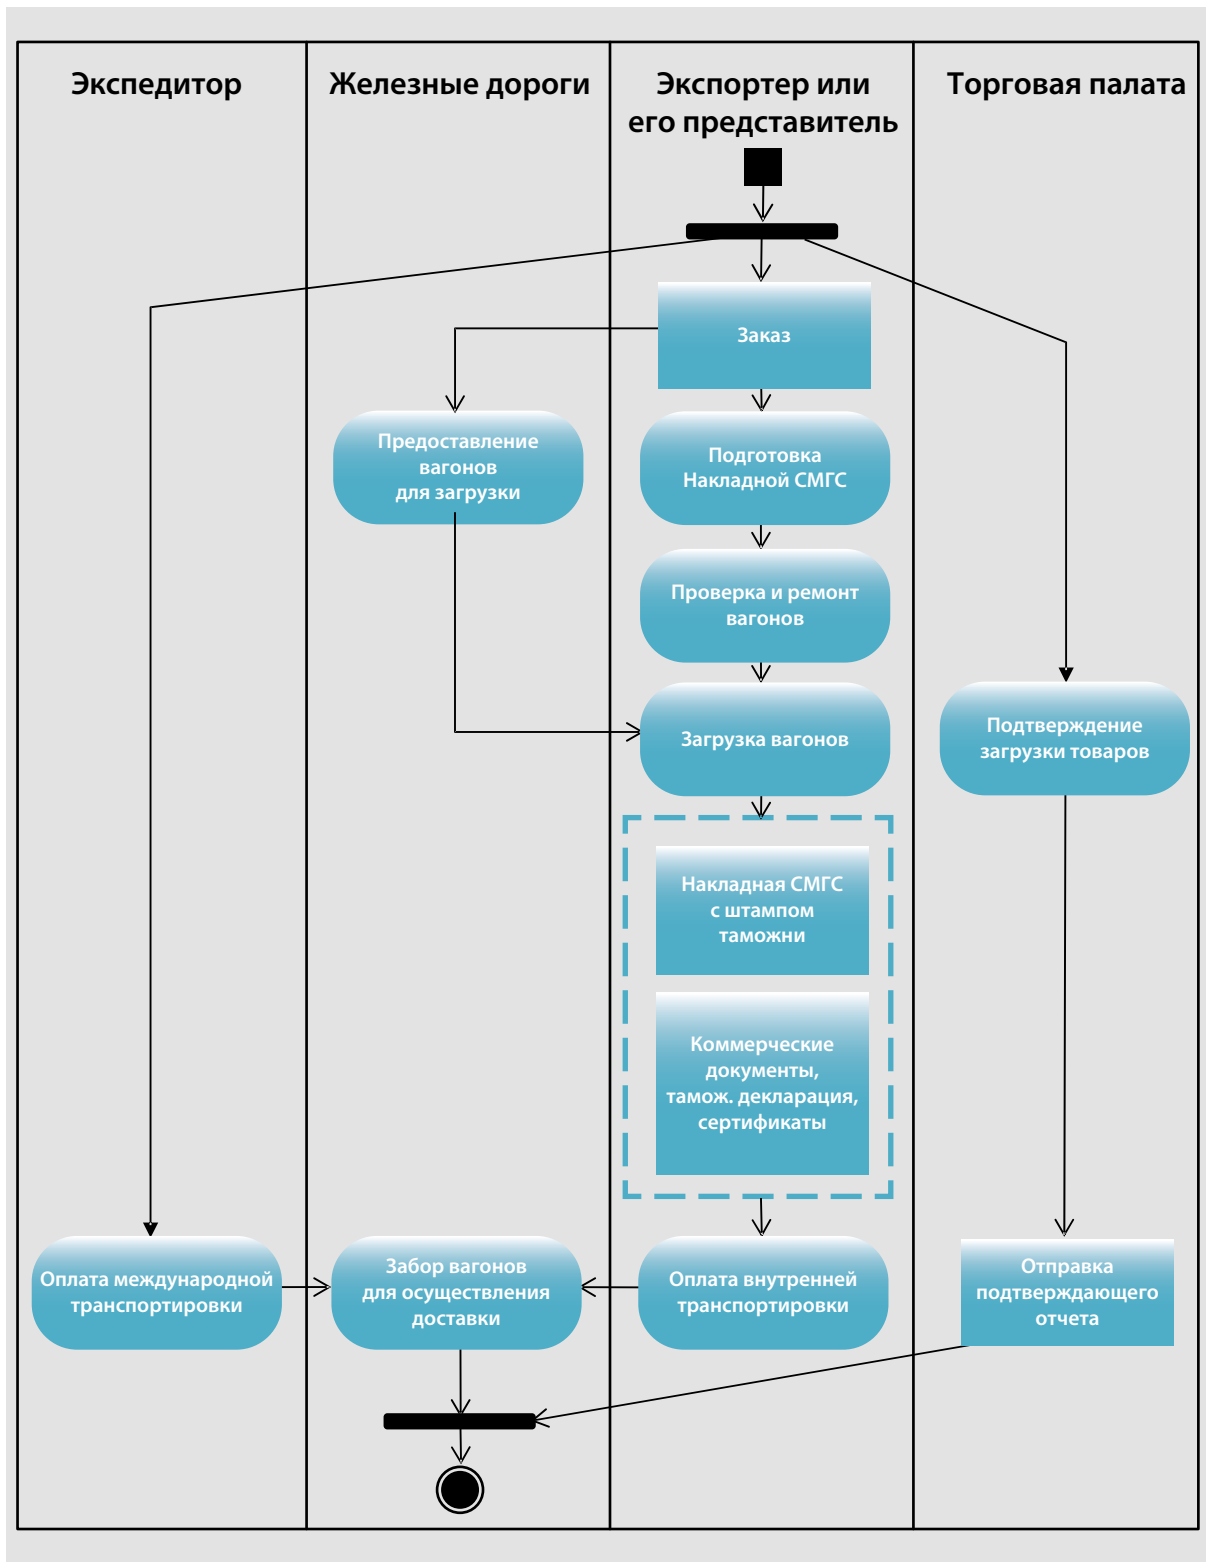 Экспедитор
Железные дороги
Экспортер или
его представитель
Торговая палата
Заказ
Предоставление
вагонов
для загрузки
Подготовка
Накладной СМГС
Проверка и ремонт
вагонов
Загрузка вагонов
Подтверждение
загрузки товаров
Накладная СМГС
с штампом
таможни
Коммерческие
документы,
тамож. декларация,
сертификаты
Оплата международной
транспортировки
Забор вагонов
для осуществления
доставки
Оплата внутренней
транспортировки
Отправка
подтверждающего
отчета